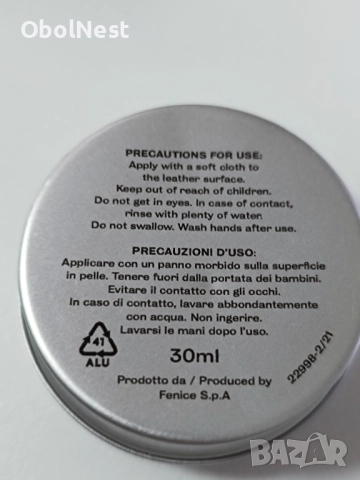 ObolNest
PRECAUTIONS FOR USE:
Apply with a soft cloth to
the leather surface.
Keep out of reach of children.
Do not get in eyes. In case of contact,
rinse with plenty of water.
Do not swallow. Wash hands after use.
PRECAUZIONI D'USO:
Applicare con un panno morbido sulla superficie
in pelle. Tenere fuori dalla portata dei bambini.
Evitare il contatto con gli occhi.
In caso di contatto, lavare abbondantemente
con acqua. Non ingerire.
Lavarsi le mani dopo l'uso.
41
ALU
30ml
22998-2/21
Prodotto da / Produced by
Fenice S.p.A
bazar